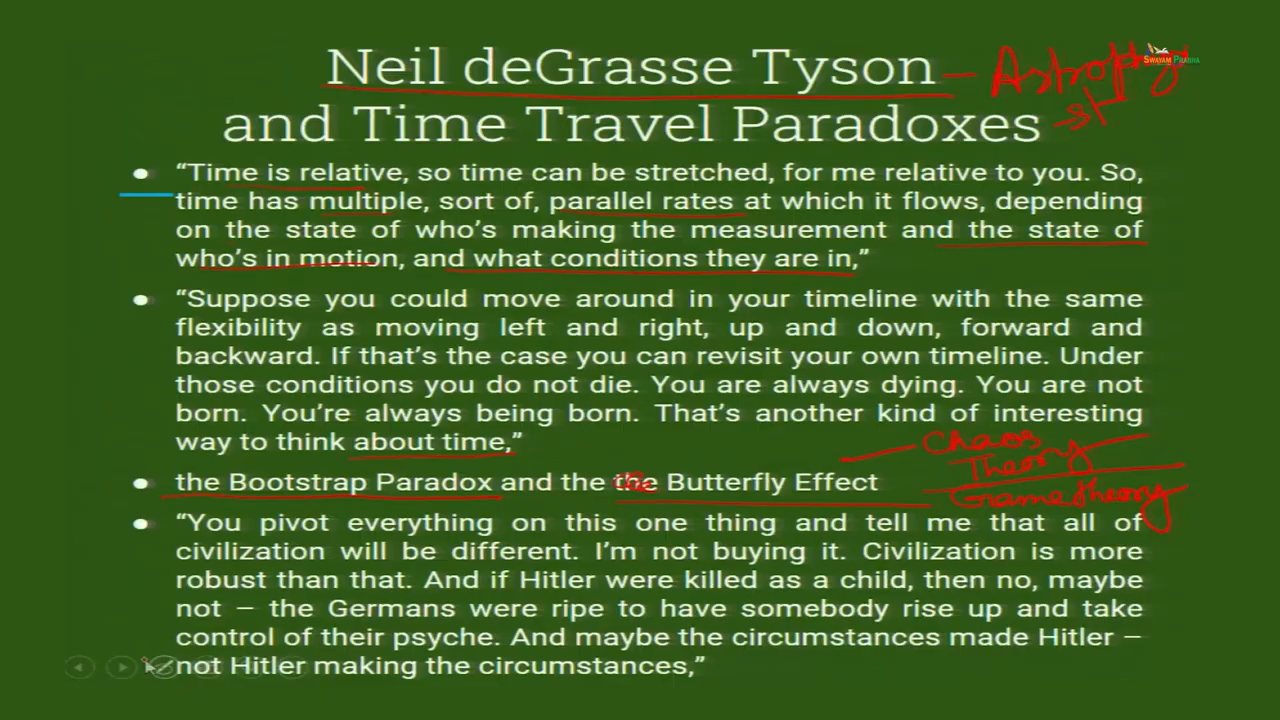 Neil deGrasse Tyson – Astrophy
SWAYAM PRABHA
and Time Travel Paradoxes → st
• “Time is relative, so time can be stretched, for me relative to you. So,
time has multiple, sort of, parallel rates at which it flows, depending
on the state of who’s making the measurement and the state of
who’s in motion, and what conditions they are in,”
• “Suppose you could move around in your timeline with the same
flexibility as moving left and right, up and down, forward and
backward. If that’s the case you can revisit your own timeline. Under
those conditions you do not die. You are always dying. You are not
born. You’re always being born. That’s another kind of interesting
way to think about time,”
Chaos
Theory
• the Bootstrap Paradox and the the Butterfly Effect
Game theory
• “You pivot everything on this one thing and tell me that all of
civilization will be different. I’m not buying it. Civilization is more
robust than that. And if Hitler were killed as a child, then no, maybe
not – the Germans were ripe to have somebody rise up and take
control of their psyche. And maybe the circumstances made Hitler –
not Hitler making the circumstances,”